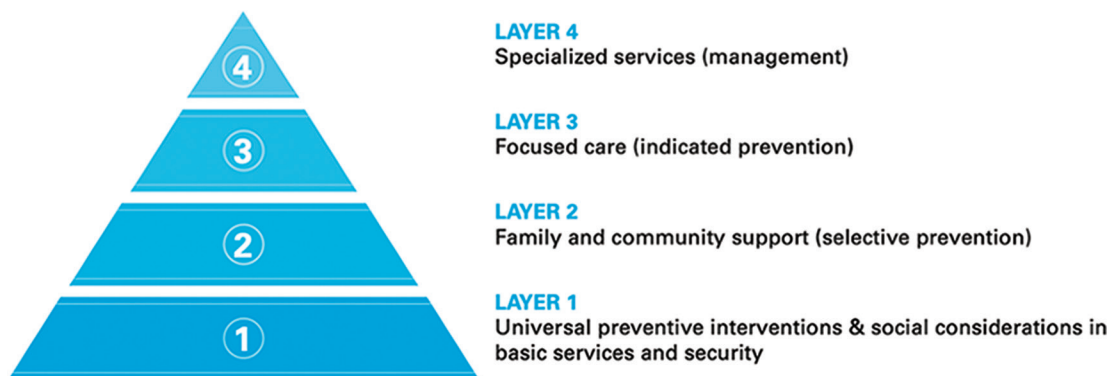 4
LAYER 4
Specialized services (management)
3
LAYER 3
Focused care (indicated prevention)
2
LAYER 2
Family and community support (selective prevention)
1
LAYER 1
Universal preventive interventions & social considerations in
basic services and security